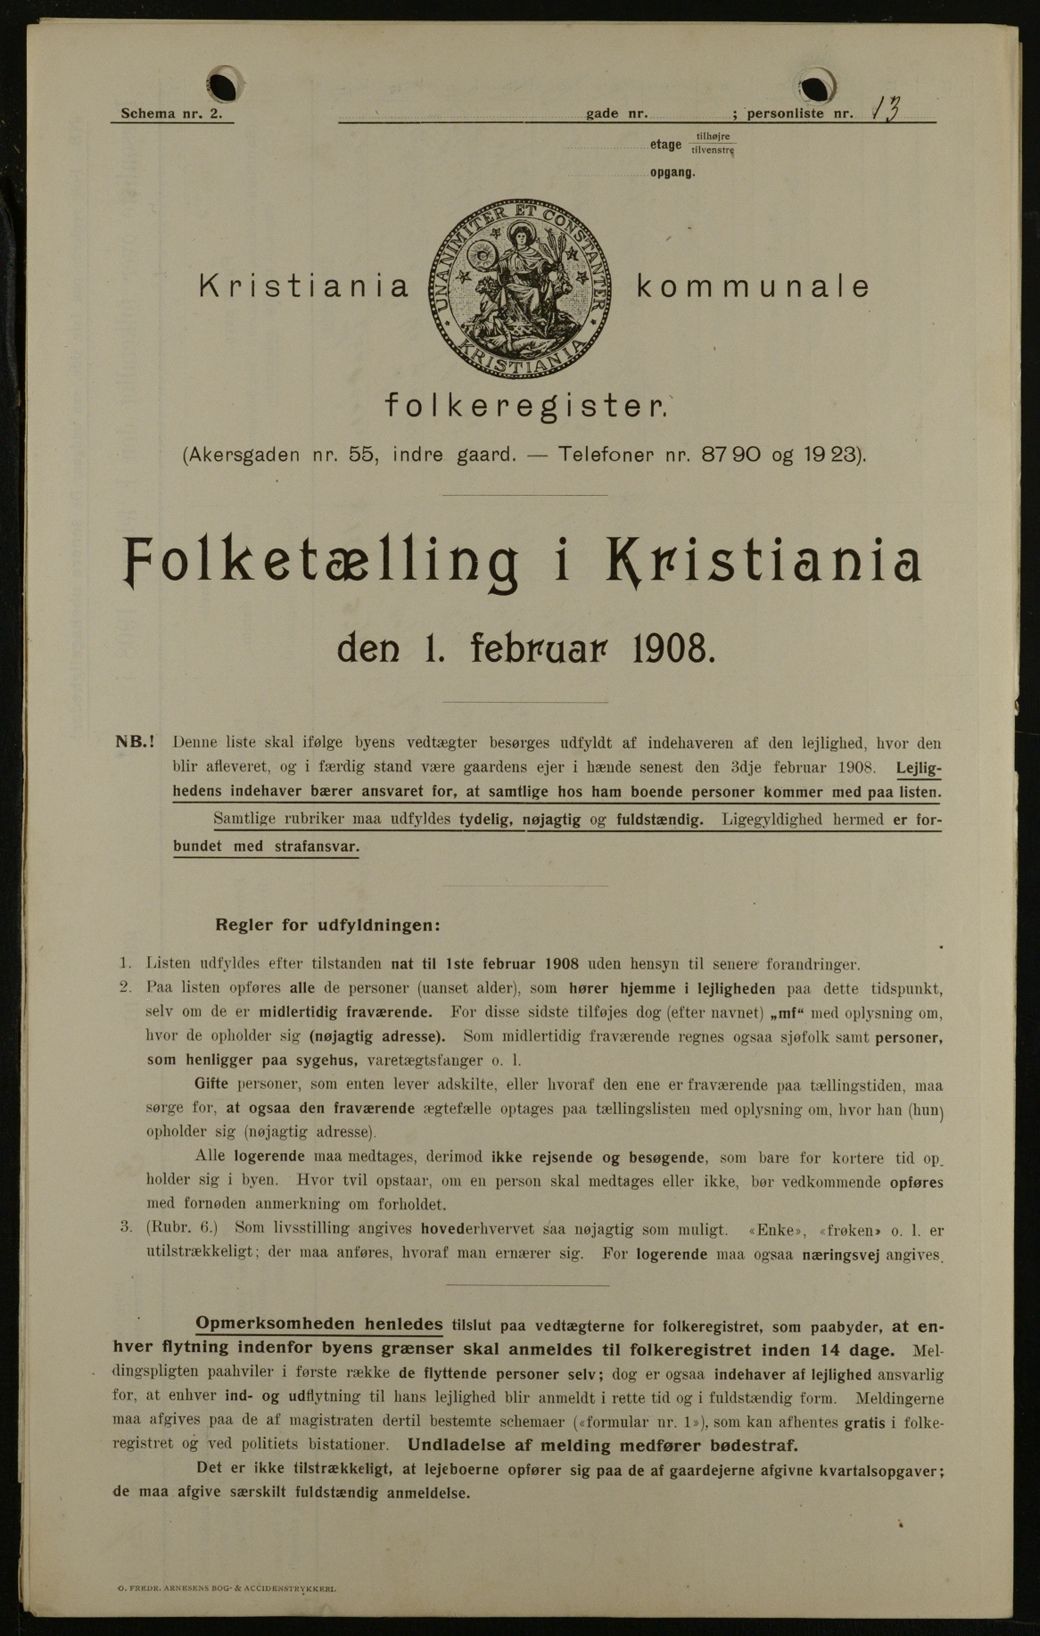 Schema nr. 2.
gade nr. ; personliste nr. 13
etage tilhøjre
tilvenstre
opgang.
UNANIMITER ET CONSTANTER
KRISTIANIA
Kristiania kommunale
folkeregister.
(Akersgaden nr. 55, indre gaard. — Telefoner nr. 87 90 og 19 23).
Folketælling i Kristiania
den 1. februar 1908.
NB.! Denne liste skal ifølge byens vedtægter besørges udfyldt af indehaveren af den lejlighed, hvor den
blir afleveret, og i færdig stand være gaardens ejer i hænde senest den 3dje februar 1908. Lejlig-
hedens indehaver bærer ansvaret for, at samtlige hos ham boende personer kommer med paa listen.
Samtlige rubriker maa udfyldes tydelig, nøjagtig og fuldstændig. Ligegyldighed hermed er for-
bundet med strafansvar.
Regler for udfyldningen:
1. Listen udfyldes efter tilstanden nat til 1ste februar 1908 uden hensyn til senere forandringer.
2. Paa listen opføres alle de personer (uanset alder), som hører hjemme i lejligheden paa dette tidspunkt,
selv om de er midlertidig fraværende. For disse sidste tilføjes dog (efter navnet) „mf“ med oplysning om,
hvor de opholder sig (nøjagtig adresse). Som midlertidig fraværende regnes ogsaa sjøfolk samt personer,
som henligger paa sygehus, varetægtsfanger o. l.
Gifte personer, som enten lever adskilte, eller hvoraf den ene er fraværende paa tællingstiden, maa
sørge for, at ogsaa den fraværende ægtefælle optages paa tællingslisten med oplysning om, hvor han (hun)
opholder sig (nøjagtig adresse).
Alle logerende maa medtages, derimod ikke rejsende og besøgende, som bare for kortere tid op
holder sig i byen. Hvor tvil opstaar, om en person skal medtages eller ikke, bør vedkommende opføres
med fornøden anmerkning om forholdet.
3. (Rubr. 6.) Som livsstilling angives hovederhvervet saa nøjagtig som muligt. «Enke», «frøken» o. l. er
utilstrækkeligt; der maa anføres, hvoraf man ernærer sig. For logerende maa ogsaa næringsvej angives.
Opmerksomheden henledes tilslut paa vedtægterne for folkeregistret, som paabyder, at en-
hver flytning indenfor byens grænser skal anmeldes til folkeregistret inden 14 dage. Mel-
dingspligten paahviler i første række de flyttende personer selv; dog er ogsaa indehaver af lejlighed ansvarlig
for, at enhver ind- og udflytning til hans lejlighed blir anmeldt i rette tid og i fuldstændig form. Meldingerne
maa afgives paa de af magistraten dertil bestemte schemaer («formular nr. 1»), som kan afhentes gratis i folke-
registret og ved politiets bistationer. Undladelse af melding medfører bødestraf.
Det er ikke tilstrækkeligt, at lejeboerne opfører sig paa de af gaardejerne afgivne kvartalsopgaver;
de maa afgive særskilt fuldstændig anmeldelse.
O. FREDR. ARNESENS BOG- & ACCIDENSTRYKKERI.